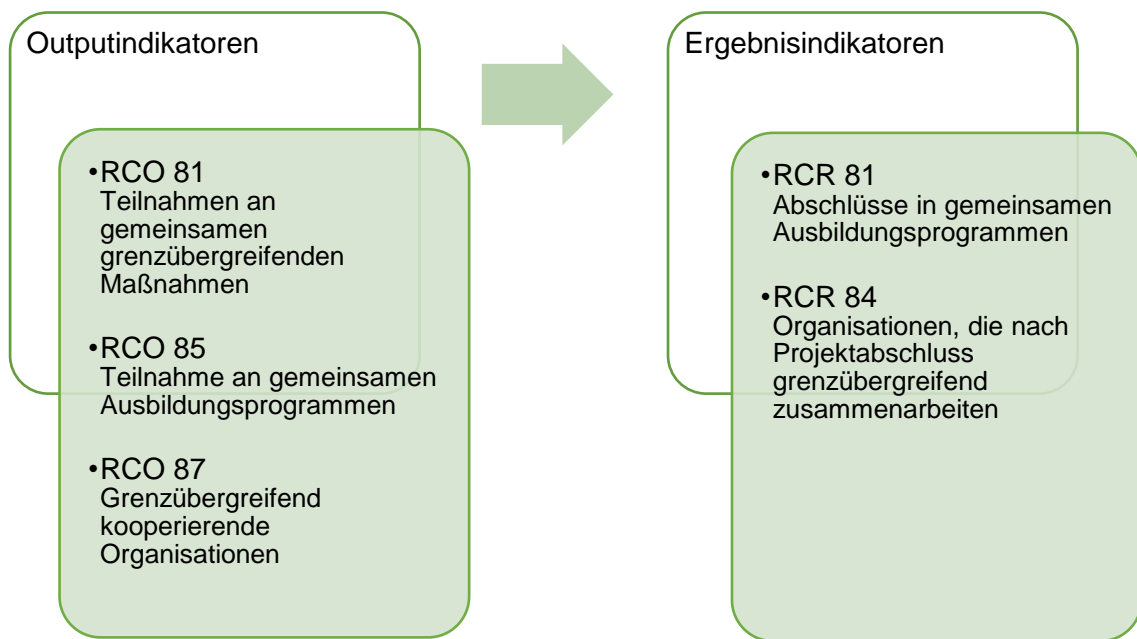 Outputindikatoren
•RCO 81
Teilnahmen an
gemeinsamen
grenzübergreifenden
Maßnahmen
•RCO 85
Teilnahme an gemeinsamen
Ausbildungsprogrammen
•RCO 87
Grenzübergreifend
kooperierende
Organisationen
Ergebnisindikatoren
•RCR 81
Abschlüsse in gemeinsamen
Ausbildungsprogrammen
•RCR 84
Organisationen, die nach
Projektabschluss
grenzübergreifend
zusammenarbeiten